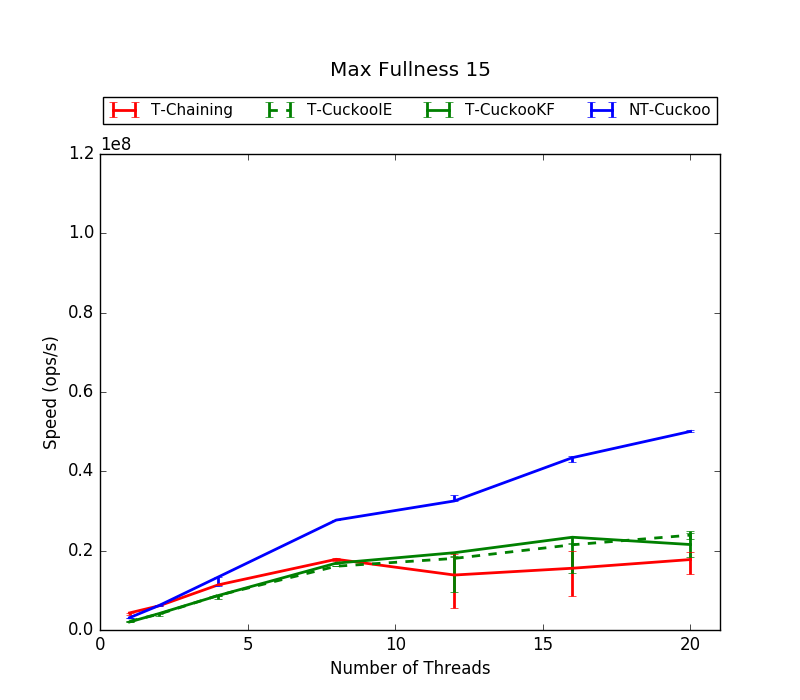 Max Fullness 15
T-Chaining T-CuckooIE T-CuckooKF NT-Cuckoo
1e8
1.2
1.0
0.8
0.6
0.4
0.2
0.0
Speed (ops/s)
0 5 10 15 20
Number of Threads